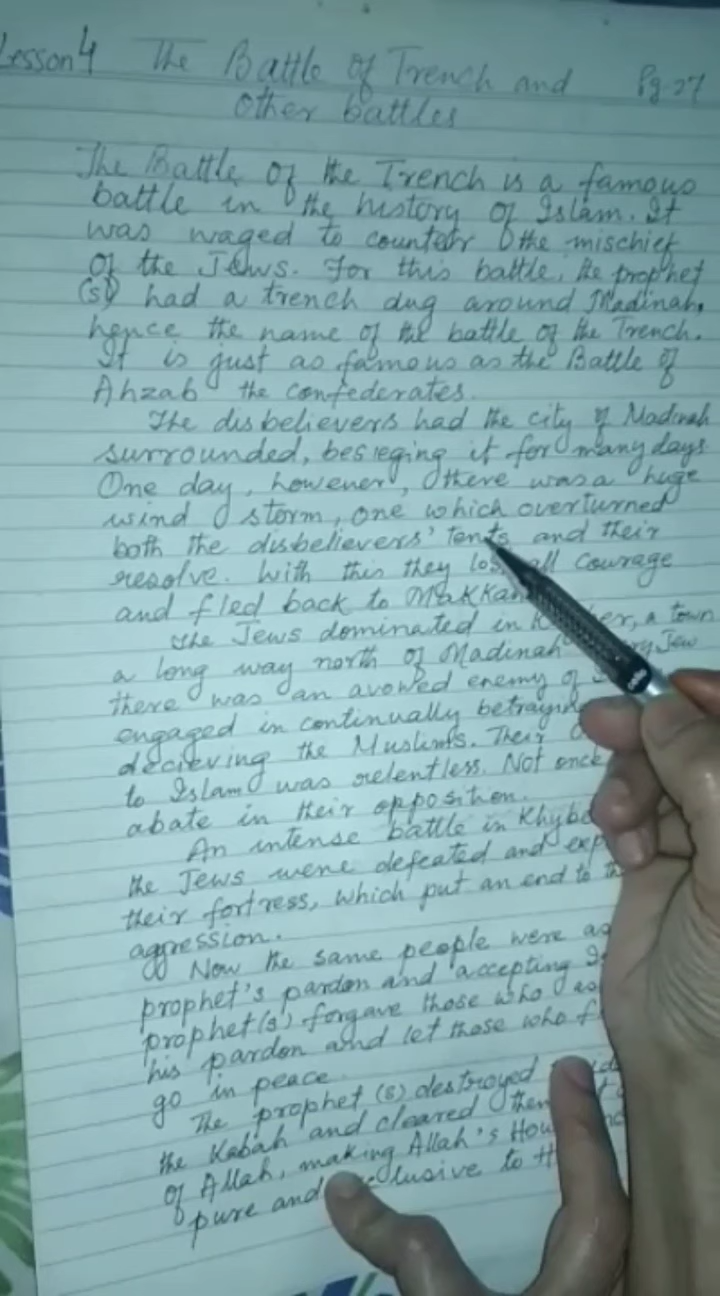 Lesson 4 The Battle of Trench and Pg-27
Other battles
The Battle of the Trench is a famous
battle in the history of Islam. It
was waged to counter the mischief
of the Jews. For this battle, the prophet
(s) had a trench dug around Madinah,
hence the name of the battle of the Trench.
It is just as famous as the Battle of
Ahzab the confederates.
The disbelievers had the city of Madinah
surrounded, besieging it for many days
One day, however, there was a huge
wind storm, one which overturned
both the disbelievers' tents and their
resolve. With this they all courage
and fled back to Makkah
The Jews dominated in a town
a long way north of Madinah Jew
there was an avowed enemy of
engaged in continually
decieving the Muslims. Their
to Islam was relentless. Not once
abate in their opposition.
An intense battle in
the Jews were defeated and
their fortress, which put an end to
aggression.
Now the same people were
prophet's pardon and accepting
prophet (s) forgave those who
his pardon and let those who
go in peace
The prophet (s) destroyed
the Kabah and cleared
of Allah, making Allah's
pure and to